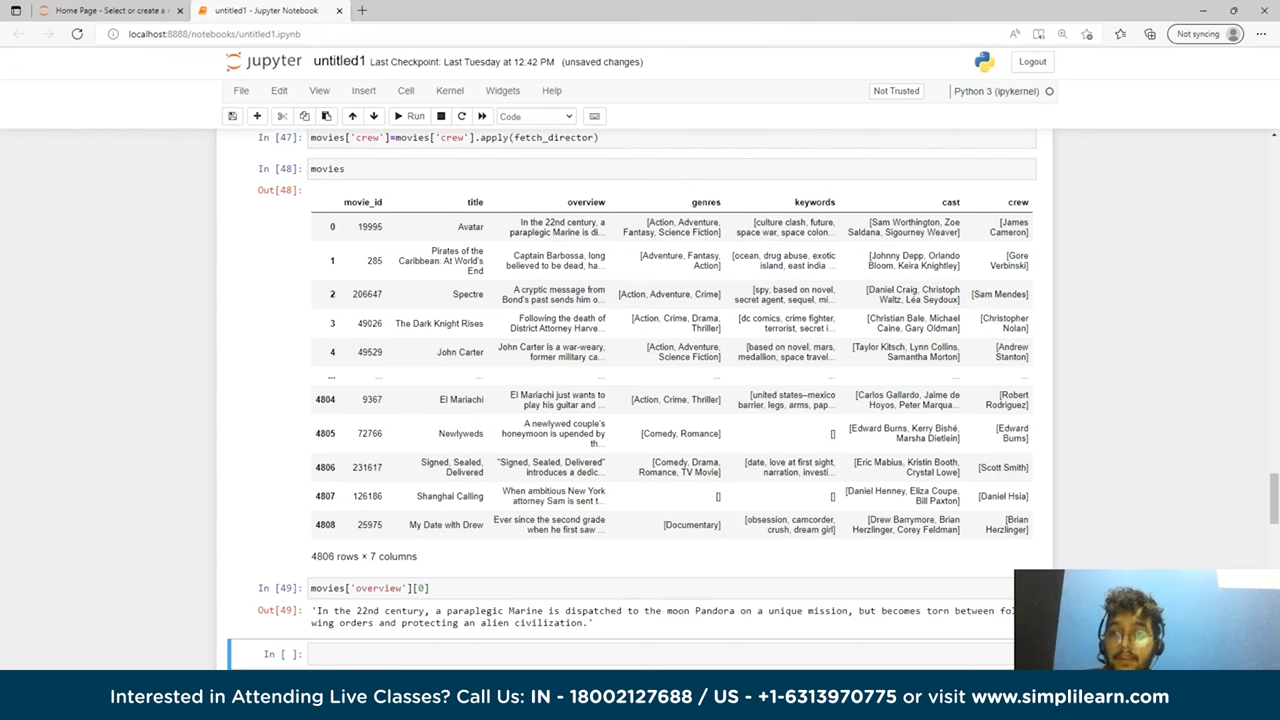 Home Page - Select or create a n
untitled1 - Jupyter Notebook
localhost:8888/notebooks/untitled1.ipynb
Not syncing
jupyter untitled1 Last Checkpoint: Last Tuesday at 12:42 PM (unsaved changes)
Logout
File Edit View Insert Cell Kernel Widgets Help
Not Trusted
Python 3 (ipykernel)
Run
Code
In [47]: movies['crew']=movies['crew'].apply(fetch_director)
In [48]: movies
Out[48]:
movie_id title overview genres keywords cast crew
0 19995 Avatar In the 22nd century, a paraplegic Marine is di... [Action, Adventure, Fantasy, Science Fiction] [culture clash, future, space war, space colon... [Sam Worthington, Zoe Saldana, Sigourney Weaver] [James Cameron]
1 285 Pirates of the Caribbean: At World's End Captain Barbossa, long believed to be dead, ha... [Adventure, Fantasy, Action] [ocean, drug abuse, exotic island, east india ... [Johnny Depp, Orlando Bloom, Keira Knightley] [Gore Verbinski]
2 206647 Spectre A cryptic message from Bond's past sends him o... [Action, Adventure, Crime] [spy, based on novel, secret agent, sequel, mi... [Daniel Craig, Christoph Waltz, Léa Seydoux] [Sam Mendes]
3 49026 The Dark Knight Rises Following the death of District Attorney Harve... [Action, Crime, Drama, Thriller] [dc comics, crime fighter, terrorist, secret i... [Christian Bale, Michael Caine, Gary Oldman] [Christopher Nolan]
4 49529 John Carter John Carter is a war-weary, former military ca... [Action, Adventure, Science Fiction] [based on novel, mars, medallion, space travel... [Taylor Kitsch, Lynn Collins, Samantha Morton] [Andrew Stanton]
... ... ... ... ... ... ... ...
4804 9367 El Mariachi El Mariachi just wants to play his guitar and ... [Action, Crime, Thriller] [united states–mexico barrier, legs, arms, pap... [Carlos Gallardo, Jaime de Hoyos, Peter Marqua... [Robert Rodriguez]
4805 72766 Newlyweds A newlywed couple's honeymoon is upended by th... [Comedy, Romance] [] [Edward Burns, Kerry Bishé, Marsha Dietlein] [Edward Burns]
4806 231617 Signed, Sealed, Delivered "Signed, Sealed, Delivered" introduces a dedic... [Comedy, Drama, Romance, TV Movie] [date, love at first sight, narration, investi... [Eric Mabius, Kristin Booth, Crystal Lowe] [Scott Smith]
4807 126186 Shanghai Calling When ambitious New York attorney Sam is sent t... [] [] [Daniel Henney, Eliza Coupe, Bill Paxton] [Daniel Hsia]
4808 25975 My Date with Drew Ever since the second grade when he first saw ... [Documentary] [obsession, camcorder, crush, dream girl] [Drew Barrymore, Brian Herzlinger, Corey Feldman] [Brian Herzlinger]
4806 rows × 7 columns
In [49]: movies['overview'][0]
Out[49]: 'In the 22nd century, a paraplegic Marine is dispatched to the moon Pandora on a unique mission, but becomes torn between fol
wing orders and protecting an alien civilization.'
In [ ]:
Interested in Attending Live Classes? Call Us: IN - 18002127688 / US - +1-6313970775 or visit www.simplilearn.com